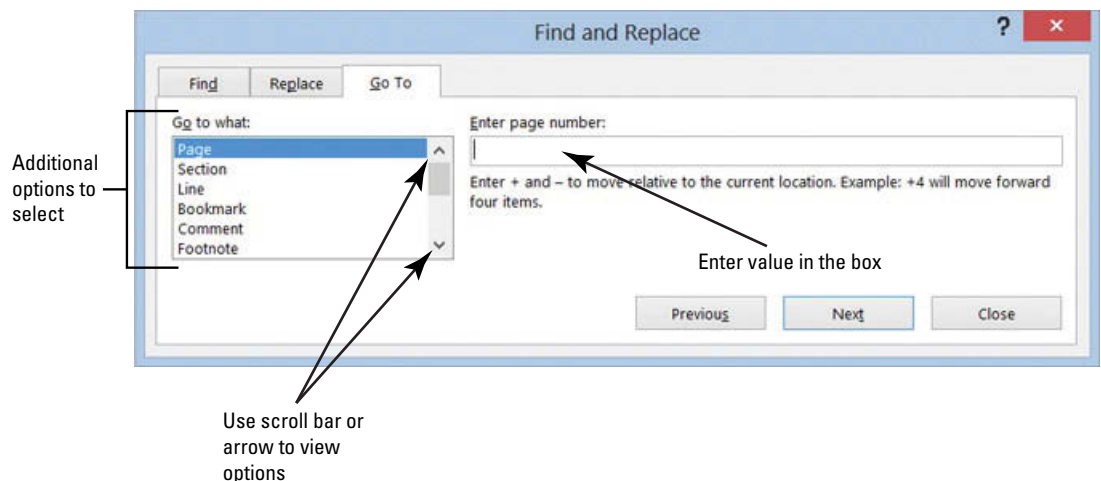 Find and Replace
?
×
Find
Replace
Go To
Go to what:
Page
Section
Line
Bookmark
Comment
Footnote
Enter page number:
Enter + and – to move relative to the current location. Example: +4 will move forward
four items.
Previous
Next
Close
Additional
options to
select
Enter value in the box
Use scroll bar or
arrow to view
options